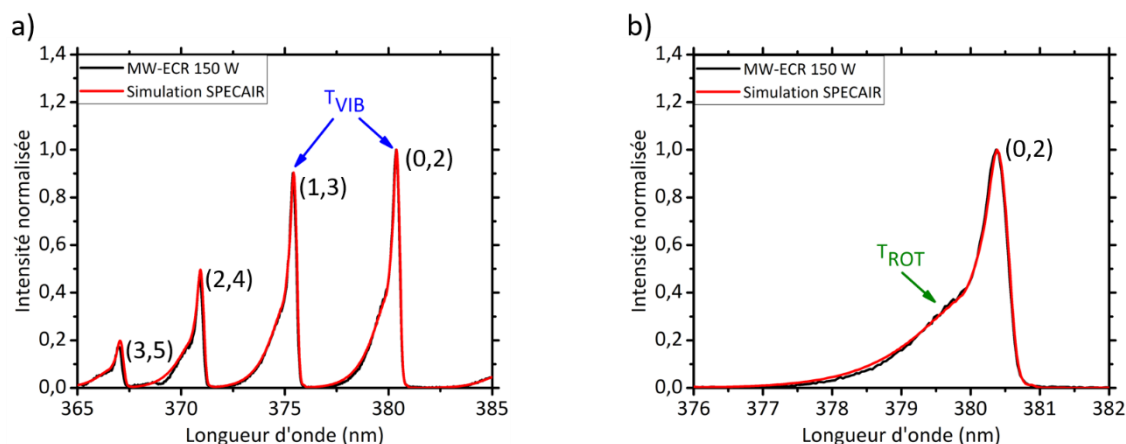 a)
1,4
1,2
1,0
0,8
0,6
0,4
0,2
0,0
MW-ECR 150 W
Simulation SPECAIR
TVIB
(0,2)
(1,3)
(2,4)
(3,5)
365
370
375
380
385
Longueur d'onde (nm)
Intensité normalisée
b)
1,4
1,2
1,0
0,8
0,6
0,4
0,2
0,0
MW-ECR 150 W
Simulation SPECAIR
(0,2)
TROT
376
377
378
379
380
381
382
Longueur d'onde (nm)
Intensité normalisée